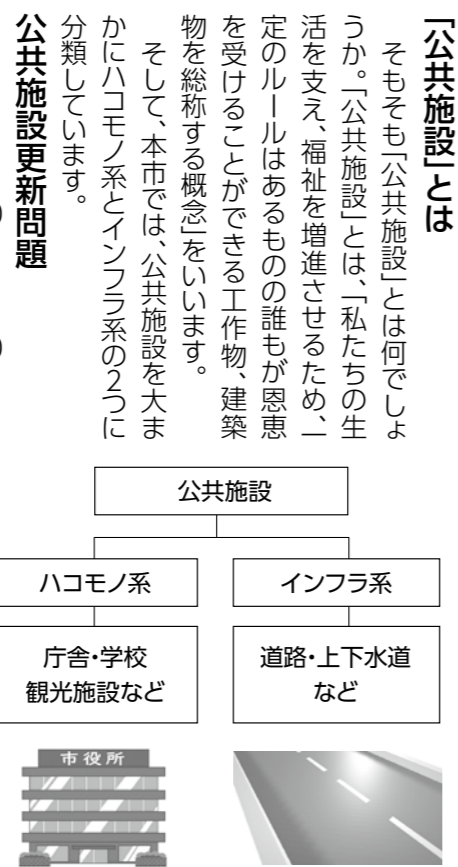 「公共施設」とは
　そもそも「公共施設」とは何でしょ
うか。「公共施設」とは、「私たちの生
活を支え、福祉を増進させるため、一
定のルールはあるものの誰もが恩恵
を受けることができる工作物、建築
物を総称する概念」をいいます。
　そして、本市では、公共施設を大ま
かにハコモノ系とインフラ系の2つに
分類しています。
公共施設更新問題
公共施設
ハコモノ系
インフラ系
庁舎・学校
観光施設など
道路・上下水道
など
市役所